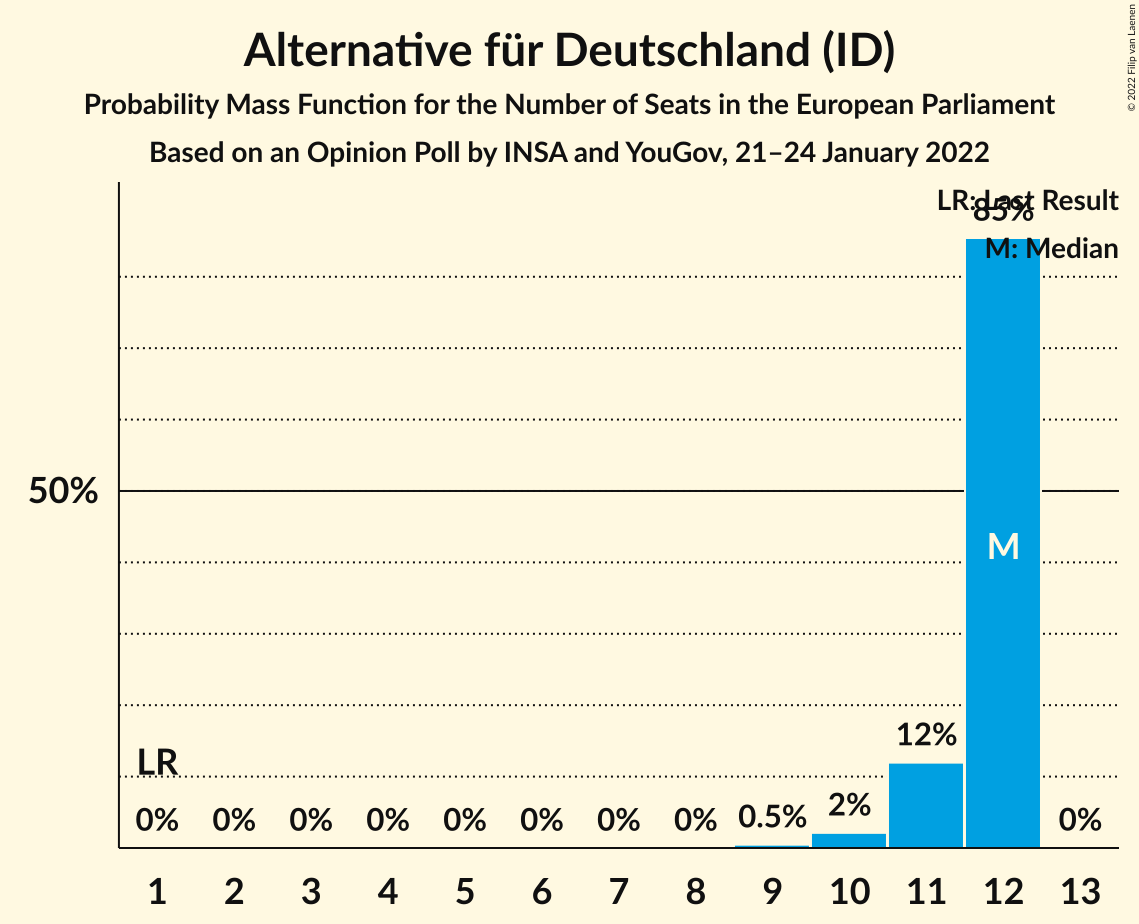 Alternative für Deutschland (ID)
Probability Mass Function for the Number of Seats in the European Parliament
Based on an Opinion Poll by INSA and YouGov, 21–24 January 2022
© 2022 Filip van Laenen
LR: Last Result
85%
M: Median
50%
M
12%
LR
2%
0% 0% 0% 0% 0% 0% 0% 0% 0.5% 0%
1 2 3 4 5 6 7 8 9 10 11 12 13